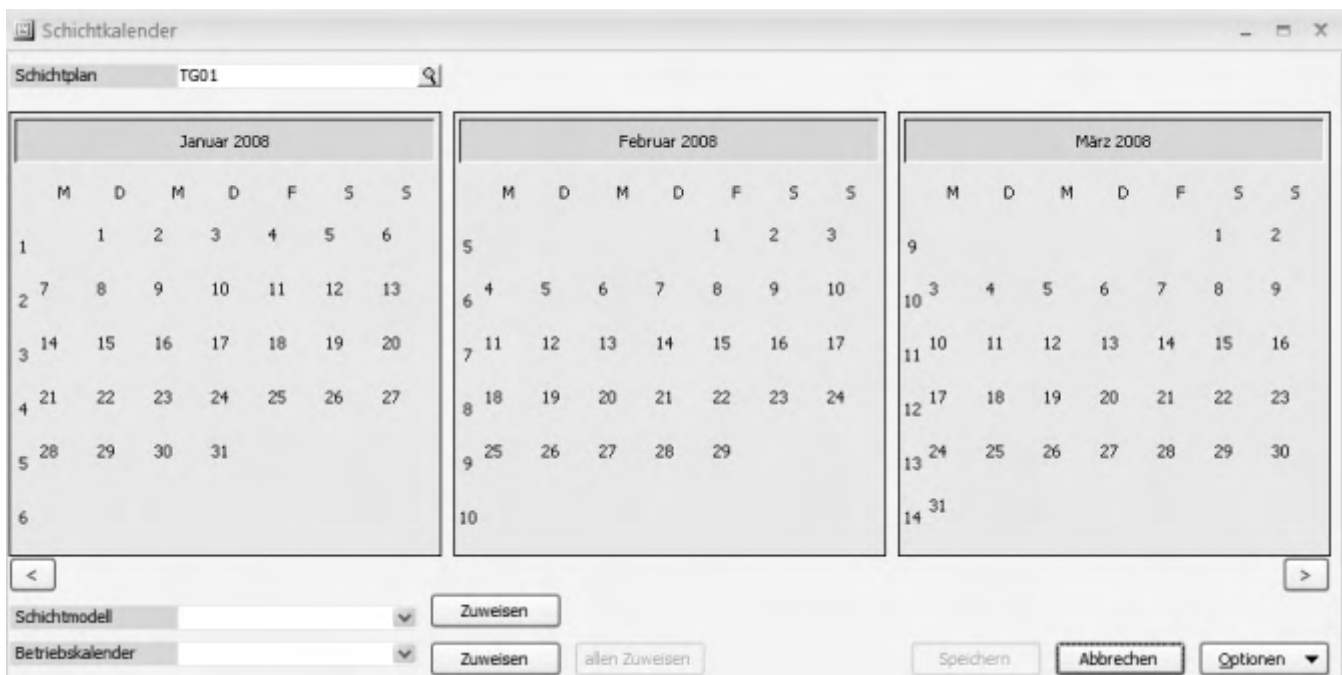 Schichtkalender
Schichtplan TG01
Januar 2008
M D M D F S S
1 1 2 3 4 5 6
2 7 8 9 10 11 12 13
3 14 15 16 17 18 19 20
4 21 22 23 24 25 26 27
5 28 29 30 31
6
Februar 2008
M D M D F S S
5 1 2 3
6 4 5 6 7 8 9 10
7 11 12 13 14 15 16 17
8 18 19 20 21 22 23 24
9 25 26 27 28 29
10
März 2008
M D M D F S S
9 1 2
10 3 4 5 6 7 8 9
11 10 11 12 13 14 15 16
12 17 18 19 20 21 22 23
13 24 25 26 27 28 29 30
14 31
< >
Schichtmodell Zuweisen
Betriebskalender Zuweisen allen Zuweisen Speichern Abbrechen Optionen